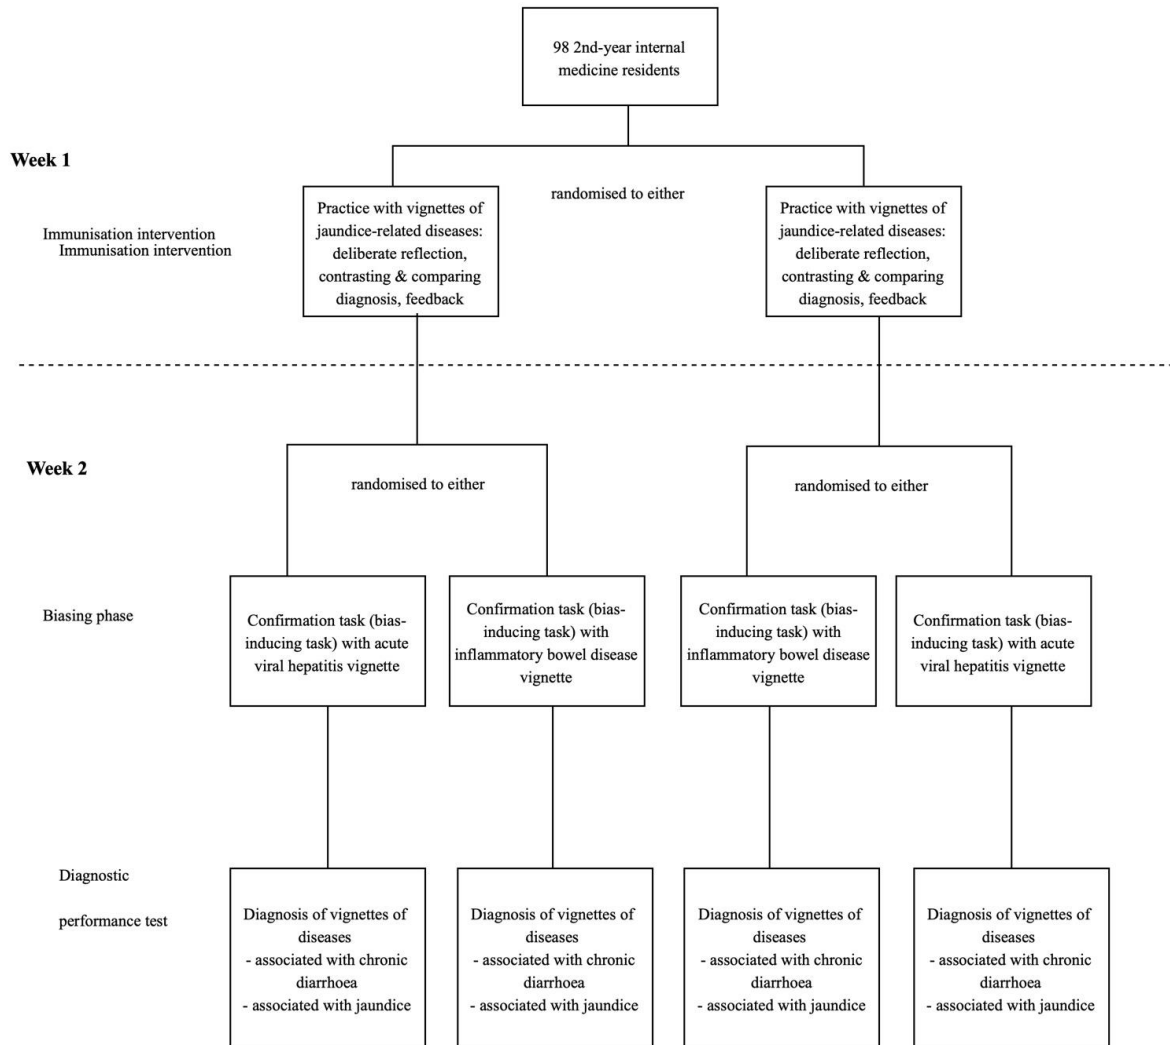 98 2nd-year internal
medicine residents
Week 1
randomised to either
Immunisation intervention
Immunisation intervention
Practice with vignettes of
jaundice-related diseases:
deliberate reflection,
contrasting & comparing
diagnosis, feedback
Practice with vignettes of
jaundice-related diseases:
deliberate reflection,
contrasting & comparing
diagnosis, feedback
Week 2
randomised to either
randomised to either
Biasing phase
Confirmation task (bias-
inducing task) with acute
viral hepatitis vignette
Confirmation task (bias-
inducing task) with
inflammatory bowel disease
vignette
Confirmation task (bias-
inducing task) with
inflammatory bowel disease
vignette
Confirmation task (bias-
inducing task) with acute
viral hepatitis vignette
Diagnostic
performance test
Diagnosis of vignettes of
diseases
- associated with chronic
diarrhoea
- associated with jaundice
Diagnosis of vignettes of
diseases
- associated with chronic
diarrhoea
- associated with jaundice
Diagnosis of vignettes of
diseases
- associated with chronic
diarrhoea
- associated with jaundice
Diagnosis of vignettes of
diseases
- associated with chronic
diarrhoea
- associated with jaundice